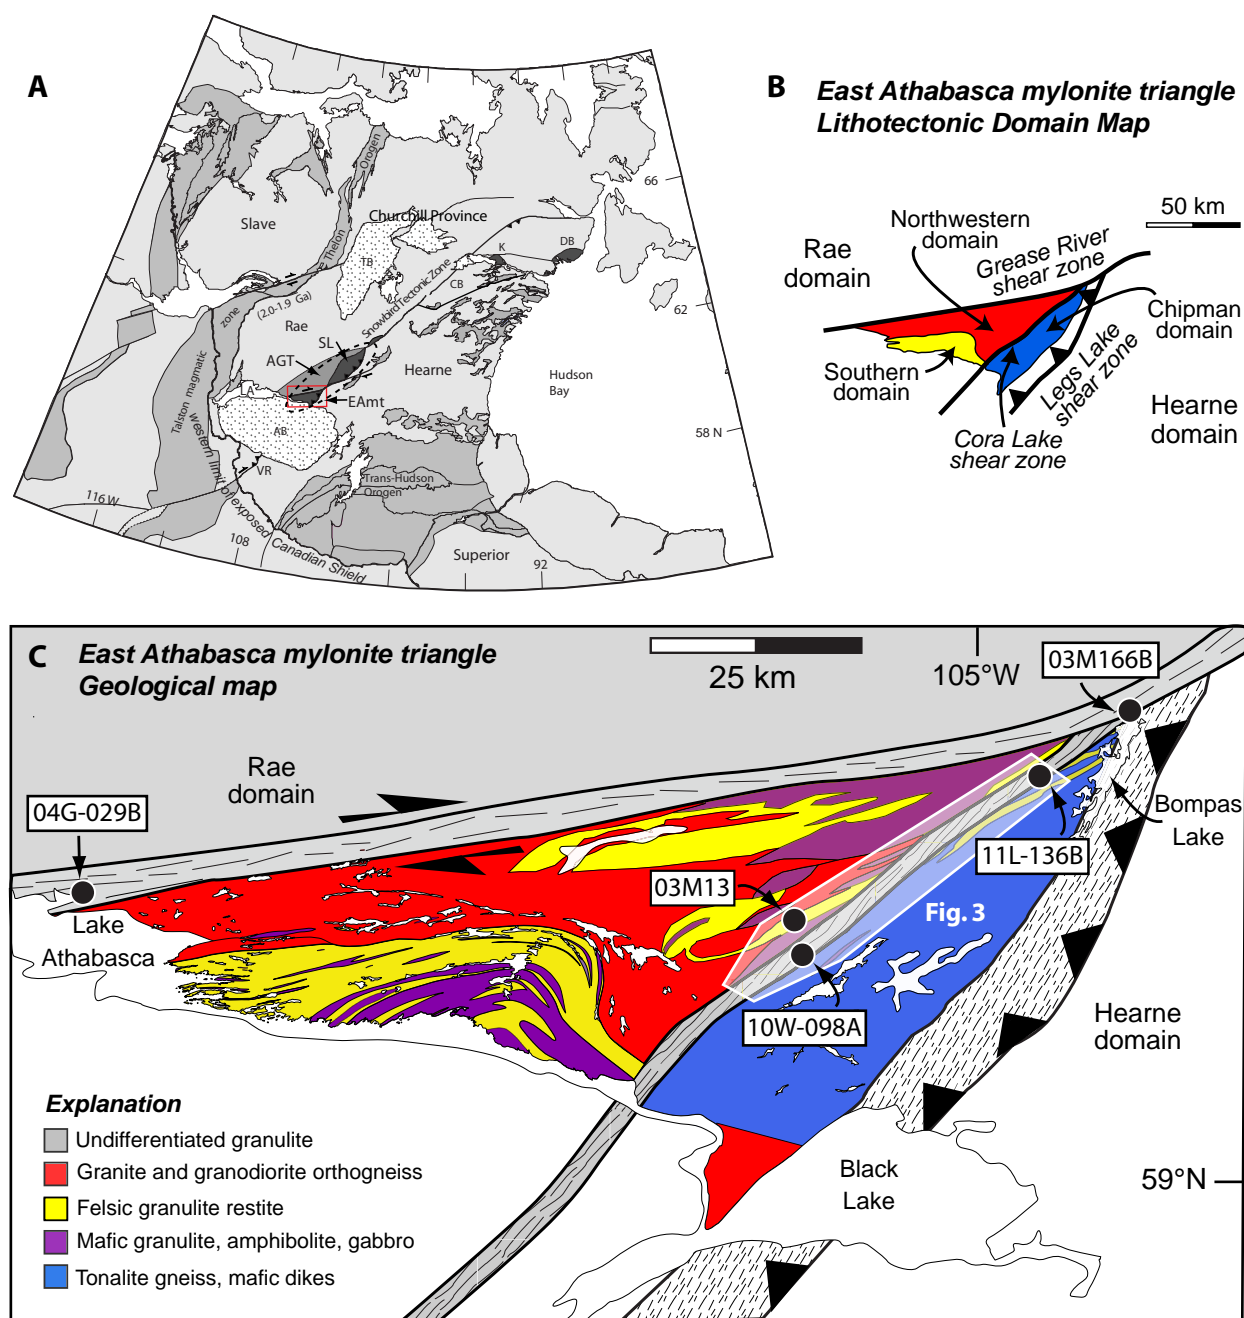 A
66
Slave
Thelon
Orogen
Churchill Province
TB
K
DB
CB
62
Snowbird Tectonic Zone
zone
(2.0-1.9 Ga)
Rae
SL
AGT
Hearne
Hudson
Bay
A
EAmt
Talston magmatic
AB
58 N
VR
western limit of exposed Canadian Shield
Trans-Hudson
Orogen
116 W
108
Superior
92
B
East Athabasca mylonite triangle
Lithotectonic Domain Map
50 km
Northwestern
domain
Rae
domain
Grease River
shear zone
Chipman
domain
Southern
domain
Legs Lake
shear zone
Hearne
domain
Cora Lake
shear zone
C
East Athabasca mylonite triangle
Geological map
25 km
105°W
03M166B
Rae
domain
04G-029B
Bompas
Lake
11L-136B
03M13
Fig. 3
Lake
Athabasca
10W-098A
Hearne
domain
Explanation
Undifferentiated granulite
Granite and granodiorite orthogneiss
Felsic granulite restite
Mafic granulite, amphibolite, gabbro
Tonalite gneiss, mafic dikes
Black
Lake
59°N